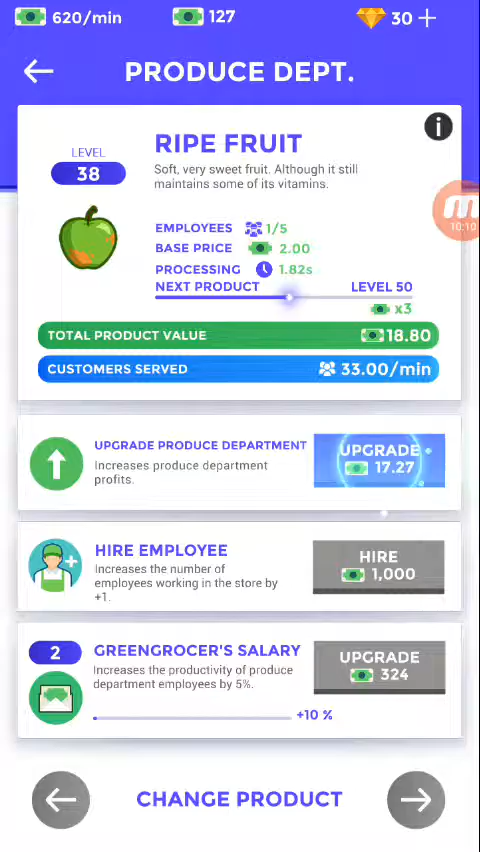 620/min
127
30
PRODUCE DEPT.
RIPE FRUIT
LEVEL
38
Soft, very sweet fruit. Although it still
maintains some of its vitamins.
EMPLOYEES 1/5
BASE PRICE 2.00
PROCESSING 1.82s
NEXT PRODUCT LEVEL 50
x3
10:10
TOTAL PRODUCT VALUE 18.80
CUSTOMERS SERVED 33.00/min
UPGRADE PRODUCE DEPARTMENT
Increases produce department
profits.
UPGRADE
17.27
HIRE EMPLOYEE
Increases the number of
employees working in the store by
+1.
HIRE
1,000
2
GREENGROCER'S SALARY
Increases the productivity of produce
department employees by 5%.
+10 %
UPGRADE
324
CHANGE PRODUCT